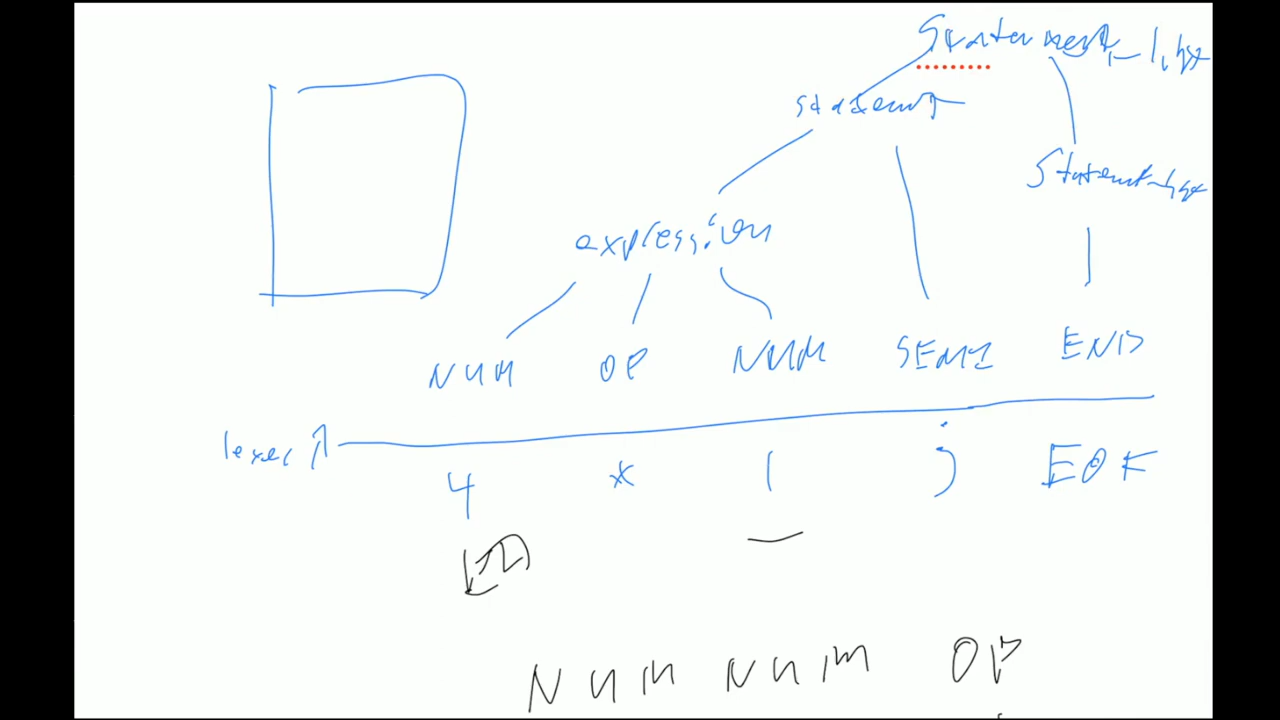 Statement_list
statement
Statement_list
expression
NUM OP NUM SEMI END
lexer ↑
4 * 1 ; EOF
NUM NUM OP